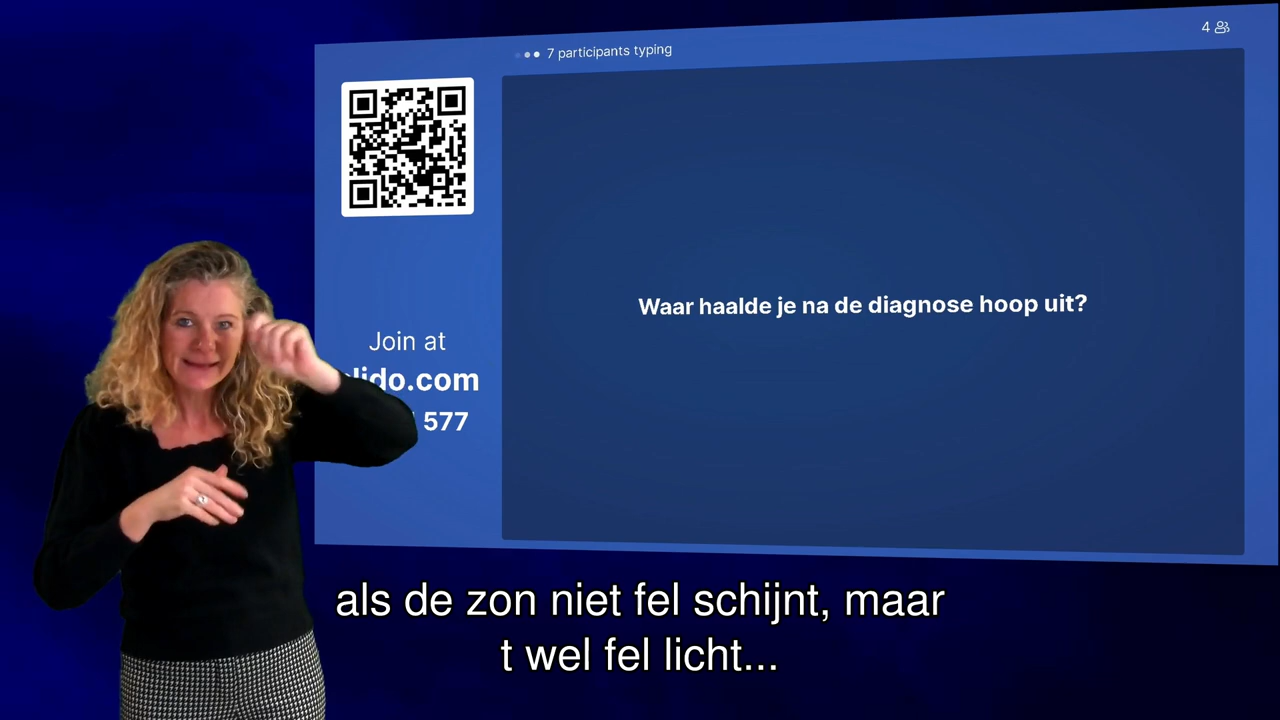 4
7 participants typing
Waar haalde je na de diagnose hoop uit?
Join at
lido.com
577
als de zon niet fel schijnt, maar
t wel fel licht...